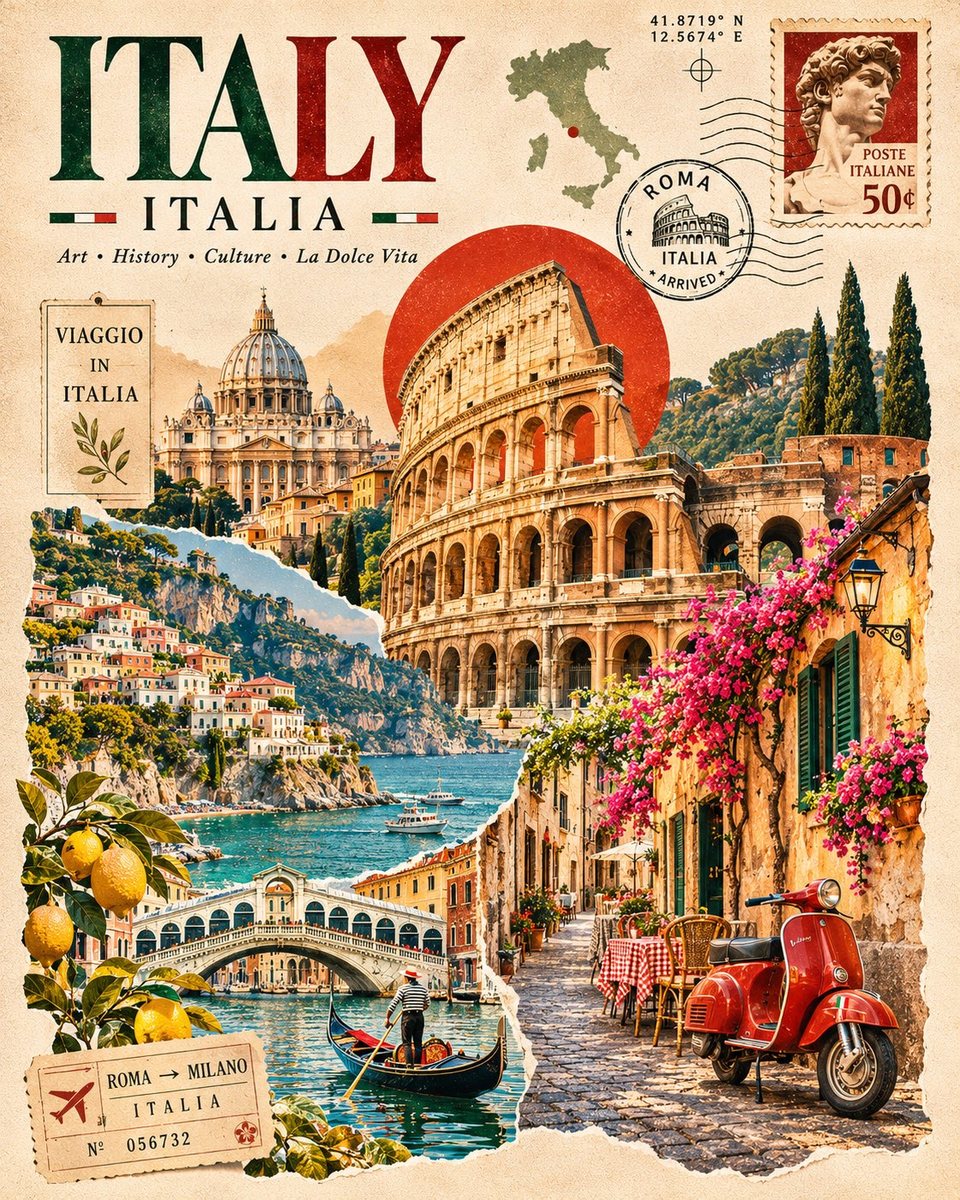 ITALY
ITALIA
Art • History • Culture • La Dolce Vita
41.8719° N
12.5674° E
POSTE
ITALIANE
50¢
ROMA
ITALIA
ARRIVED
VIAGGIO
IN
ITALIA
ROMA → MILANO
ITALIA
Nº 056732